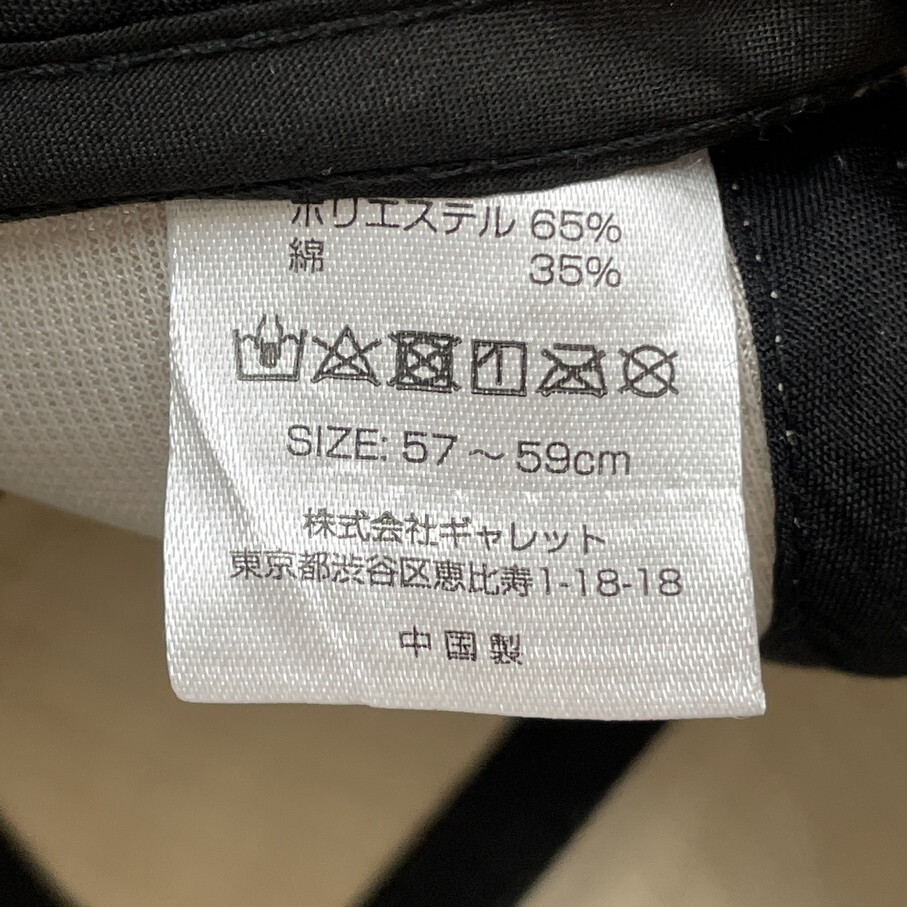 ポリエステル 65%
綿 35%
SIZE: 57 ～ 59cm
株式会社ギャレット
東京都渋谷区恵比寿1-18-18
中国製